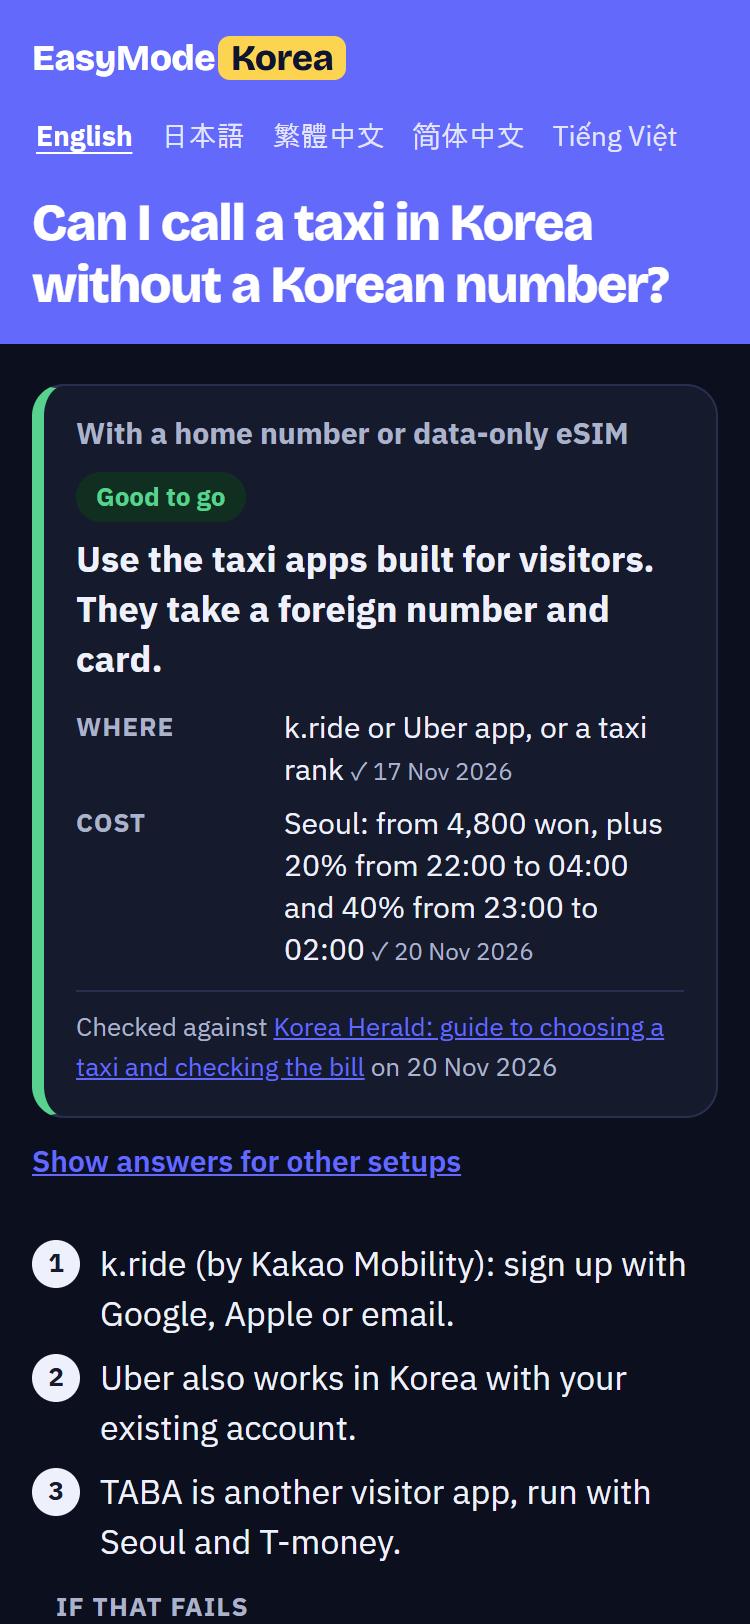 EasyMode Korea
English 日本語 繁體中文 简体中文 Tiếng Việt
Can I call a taxi in Korea
without a Korean number?
With a home number or data-only eSIM
Good to go
Use the taxi apps built for visitors.
They take a foreign number and
card.
WHERE k.ride or Uber app, or a taxi
rank ✓ 17 Nov 2026
COST Seoul: from 4,800 won, plus
20% from 22:00 to 04:00
and 40% from 23:00 to
02:00 ✓ 20 Nov 2026
Checked against Korea Herald: guide to choosing a
taxi and checking the bill on 20 Nov 2026
Show answers for other setups
1 k.ride (by Kakao Mobility): sign up with
Google, Apple or email.
2 Uber also works in Korea with your
existing account.
3 TABA is another visitor app, run with
Seoul and T-money.
IF THAT FAILS